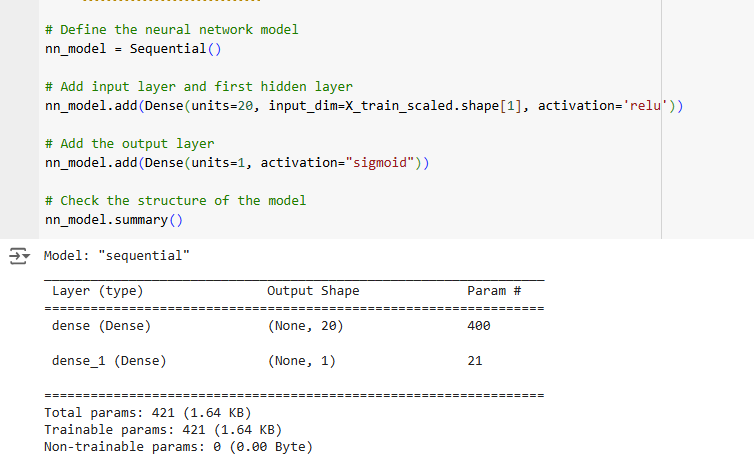 # Define the neural network model
nn_model = Sequential()
# Add input layer and first hidden layer
nn_model.add(Dense(units=20, input_dim=X_train_scaled.shape[1], activation='relu'))
# Add the output layer
nn_model.add(Dense(units=1, activation="sigmoid"))
# Check the structure of the model
nn_model.summary()
Model: "sequential"
_________________________________________________________________
Layer (type) Output Shape Param #
=================================================================
dense (Dense) (None, 20) 400
dense_1 (Dense) (None, 1) 21
=================================================================
Total params: 421 (1.64 KB)
Trainable params: 421 (1.64 KB)
Non-trainable params: 0 (0.00 Byte)